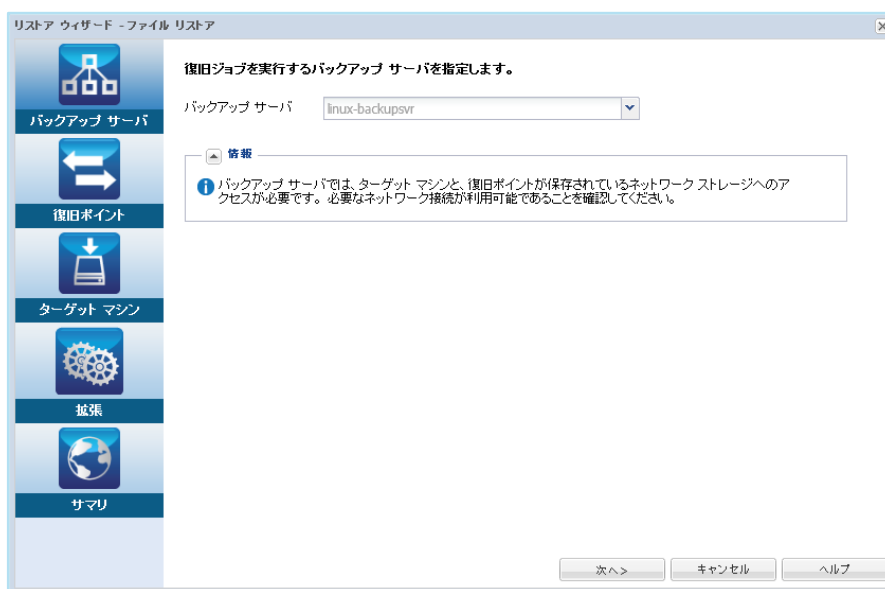 リストア ウィザード - ファイル リストア
バックアップ サーバ
復旧ポイント
ターゲット マシン
拡張
サマリ
復旧ジョブを実行するバックアップ サーバを指定します。
バックアップ サーバ
linux-backupsvr
情報
バックアップ サーバでは、ターゲット マシンと、復旧ポイントが保存されているネットワーク ストレージへのア
クセスが必要です。必要なネットワーク接続が利用可能であることを確認してください。
次へ>
キャンセル
ヘルプ